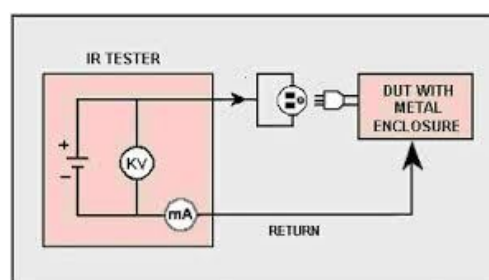 IR TESTER
DUT WITH
METAL
ENCLOSURE
+
KV
−
mA
RETURN